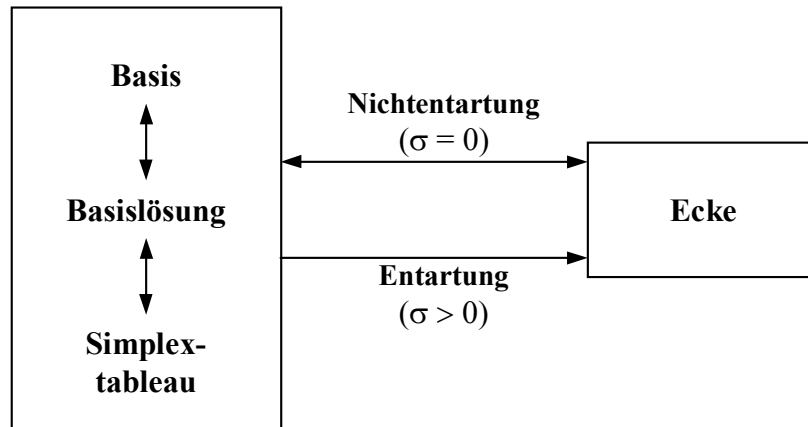 Basis
Basislösung
Simplex-
tableau
Nichtentartung
(σ = 0)
Entartung
(σ > 0)
Ecke